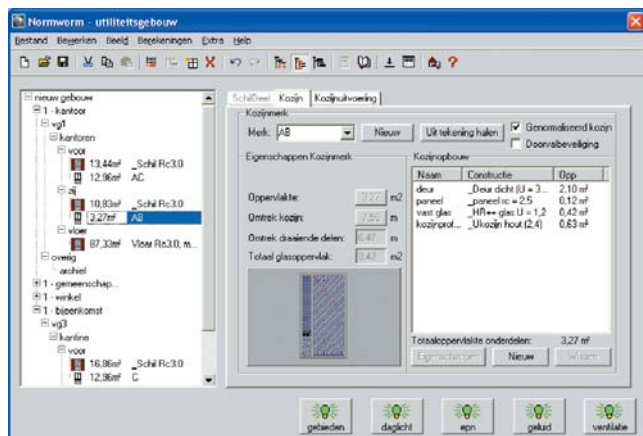 Normworm - utiliteitsgebouw
Bestand Bewerken Beeld Berekeningen Extra Help
nieuw gebouw
1 - kantoor
vg1
kantoren
voor
13,44m² _Schil Rc3.0
12,96m² AC
zij
10,83m² _Schil Rc3.0
3,27m² AB
vloer
87,33m² Vloer Rc3.0, m...
overig
archief
1 - gemeenschap...
1 - winkel
1 - bijeenkomst
vg3
kantine
voor
16,86m² _Schil Rc3.0
12,96m² C
SchilDeel Kozijn Kozijnuitvoering
Kozijnmerk
Merk: AB Nieuw Uit tekening halen Genormaliseerd kozijn
Doorvalbeveiliging
Eigenschappen Kozijnmerk
Oppervlakte: 3,27 m2
Omtrek kozijn: m
Omtrek draaiende delen: 6,47 m
Totaal glasoppervlak: 0,42 m2
Kozijnopbouw
Naam Constructie Opp
deur _Deur dicht (U = 3... 2,10 m²
paneel _paneel rc = 2.5 0,12 m²
vast glas _HR++ glas U = 1,2 0,42 m²
kozijnprof... _Ukozijn hout (2,4) 0,63 m²
Totaaloppervlakte onderdelen: 3,27 m²
Eigenschappen Nieuw Wissen
gebieden daglicht epn geluid ventilatie